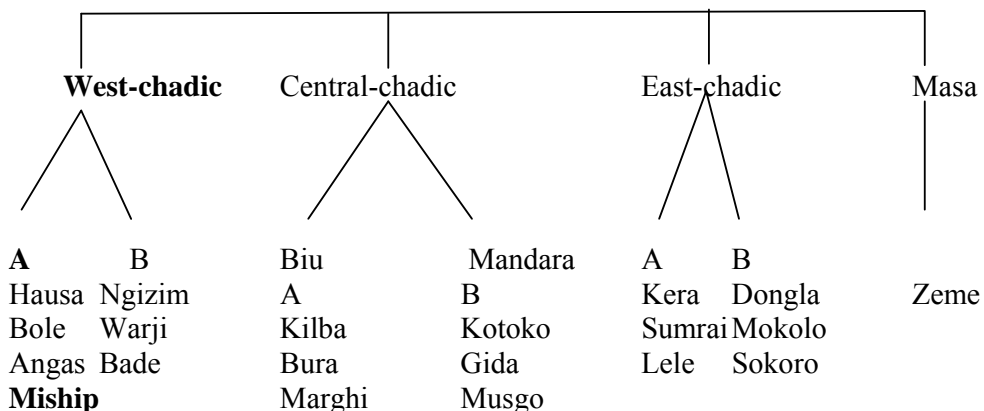 West-chadic Central-chadic East-chadic Masa
A B Biu Mandara A B
Hausa Ngizim A B Kera Dongla Zeme
Bole Warji Kilba Kotoko Sumrai Mokolo
Angas Bade Bura Gida Lele Sokoro
Miship Marghi Musgo